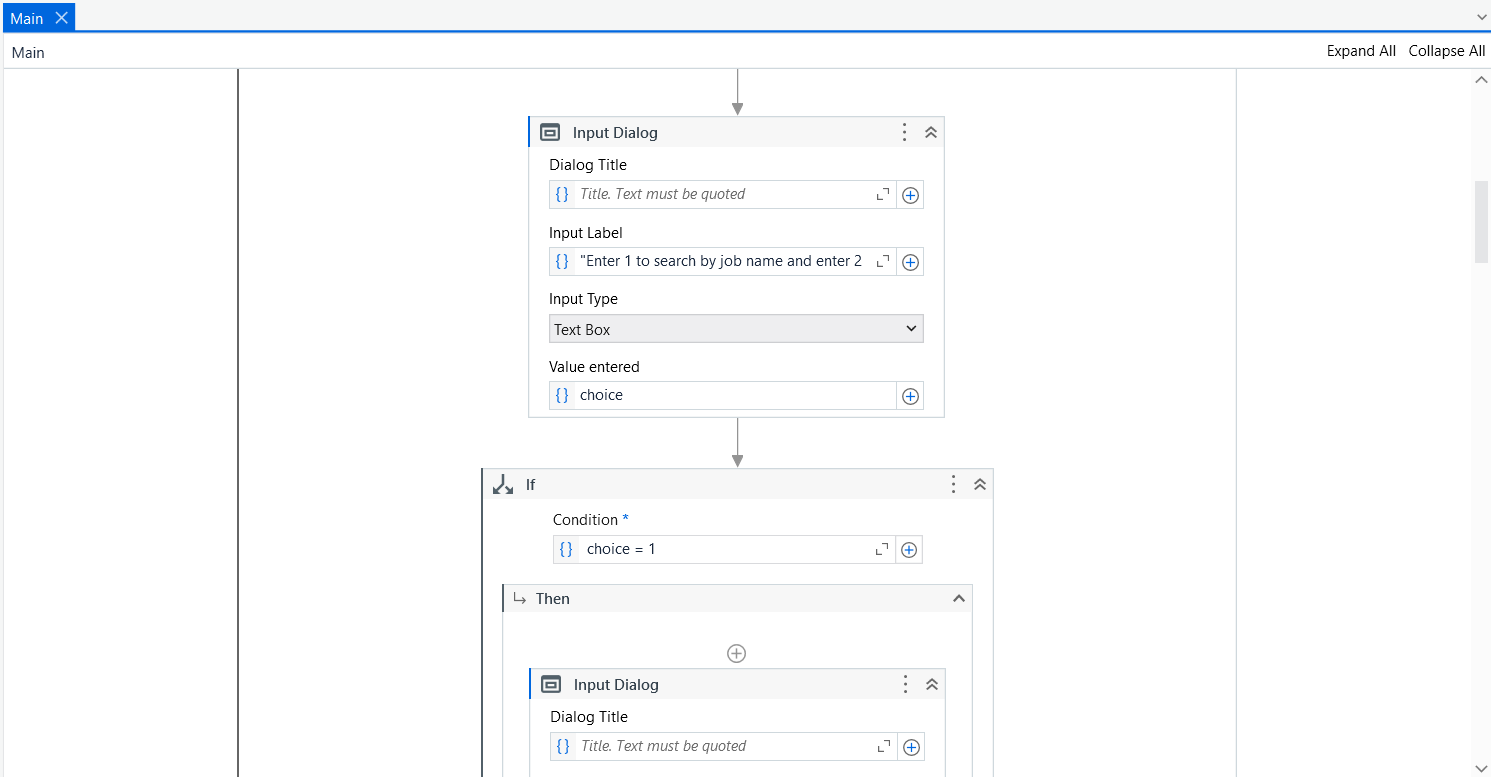 Main
Main
Expand All Collapse All
Input Dialog
Dialog Title
{} Title. Text must be quoted
Input Label
{} "Enter 1 to search by job name and enter 2
Input Type
Text Box
Value entered
{} choice
If
Condition *
{} choice = 1
Then
Input Dialog
Dialog Title
{} Title. Text must be quoted